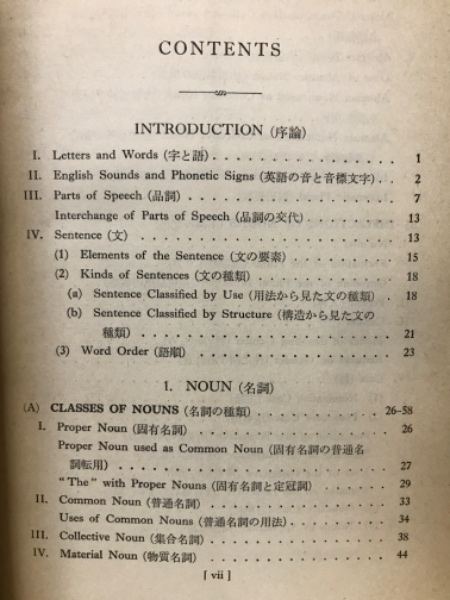 CONTENTS
INTRODUCTION (序論)
I. Letters and Words (字と語) . . . . . . . . . . . . . . . . 1
II. English Sounds and Phonetic Signs (英語の音と音標文字) . . 2
III. Parts of Speech (品詞) . . . . . . . . . . . . . . . . . . 7
Interchange of Parts of Speech (品詞の交代) . . . . . . . . 13
IV. Sentence (文) . . . . . . . . . . . . . . . . . . . . 13
(1) Elements of the Sentence (文の要素) . . . . . . . . . 15
(2) Kinds of Sentences (文の種類) . . . . . . . . . . . . 18
(a) Sentence Classified by Use (用法から見た文の種類) . 18
(b) Sentence Classified by Structure (構造から見た文の
種類) . . . . . . . . . . . . . . . . . . . . 21
(3) Word Order (語順) . . . . . . . . . . . . . . . . . 23
1. NOUN (名詞)
(A) CLASSES OF NOUNS (名詞の種類) . . . . . . . . . . . 26-58
I. Proper Noun (固有名詞) . . . . . . . . . . . . . . . . . 26
Proper Noun used as Common Noun (固有名詞の普通名
詞転用) . . . . . . . . . . . . . . . . . . . . . 27
"The" with Proper Nouns (固有名詞と定冠詞) . . . . . . 29
II. Common Noun (普通名詞) . . . . . . . . . . . . . . . . 33
Uses of Common Nouns (普通名詞の用法) . . . . . . . . . 34
III. Collective Noun (集合名詞) . . . . . . . . . . . . . . . 38
IV. Material Noun (物質名詞) . . . . . . . . . . . . . . . . 44
[ vii ]